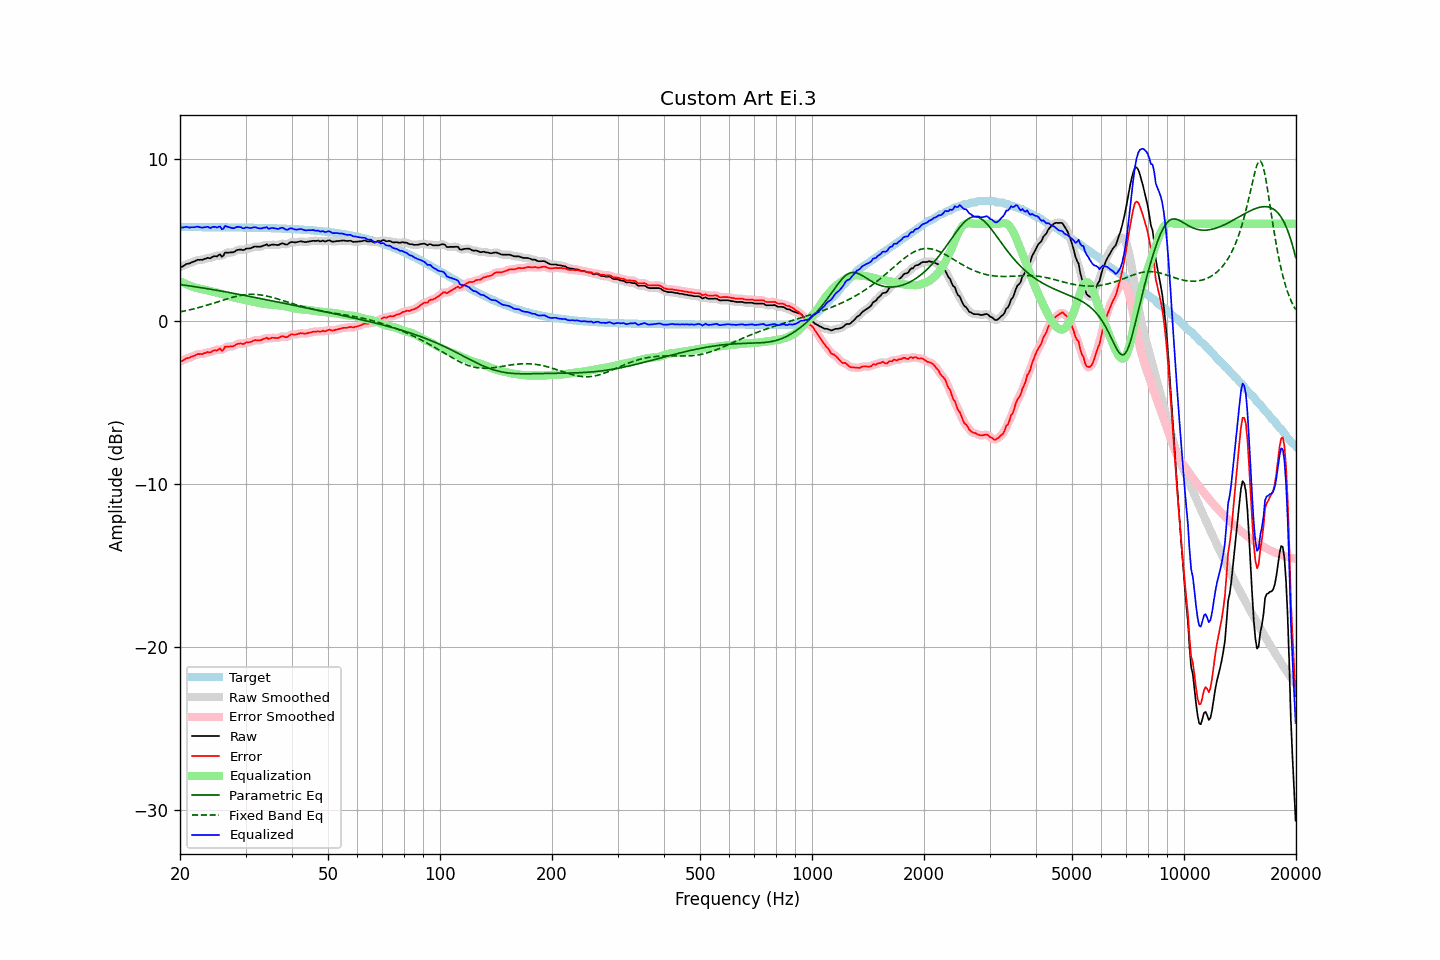 Custom Art Ei.3
Amplitude (dBr)
10
0
−10
−20
−30
Target
Raw Smoothed
Error Smoothed
Raw
Error
Equalization
Parametric Eq
Fixed Band Eq
Equalized
20 50 100 200 500 1000 2000 5000 10000 20000
Frequency (Hz)